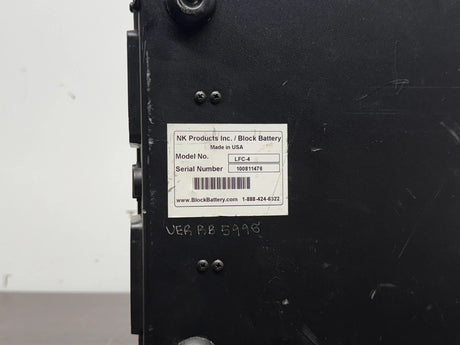 NK Products Inc. / Block Battery
Made in USA
Model No. LFC-4
Serial Number 100811476
www.BlockBattery.com 1-888-424-6322
VER BB 5995